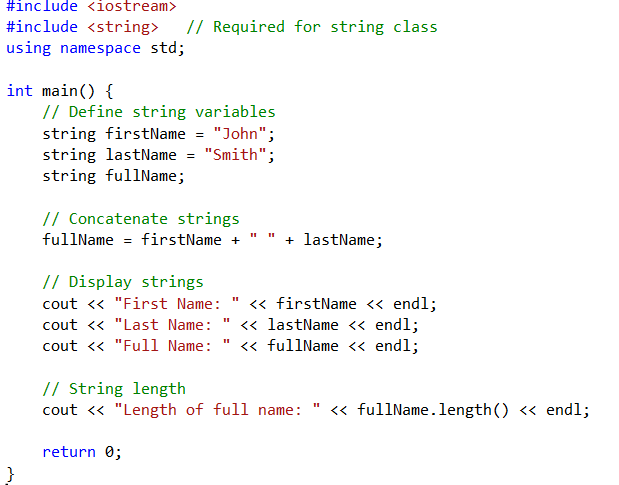 #include <iostream>
#include <string>   // Required for string class
using namespace std;

int main() {
    // Define string variables
    string firstName = "John";
    string lastName = "Smith";
    string fullName;

    // Concatenate strings
    fullName = firstName + " " + lastName;

    // Display strings
    cout << "First Name: " << firstName << endl;
    cout << "Last Name: " << lastName << endl;
    cout << "Full Name: " << fullName << endl;

    // String length
    cout << "Length of full name: " << fullName.length() << endl;

    return 0;
}